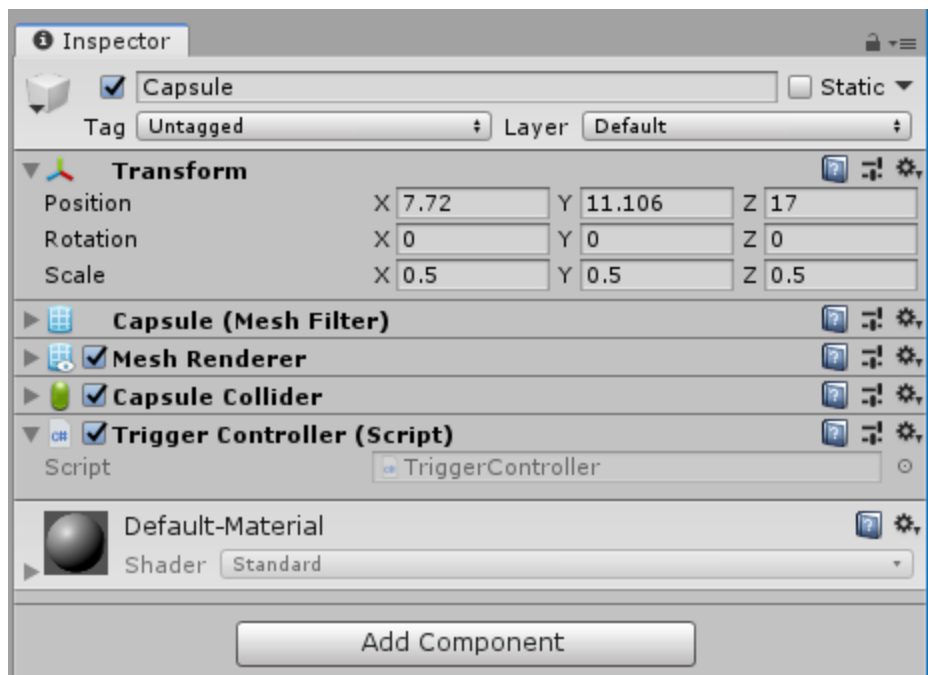 Inspector
Capsule Static
Tag Untagged Layer Default
Transform
Position X 7.72 Y 11.106 Z 17
Rotation X 0 Y 0 Z 0
Scale X 0.5 Y 0.5 Z 0.5
Capsule (Mesh Filter)
Mesh Renderer
Capsule Collider
c# Trigger Controller (Script)
Script TriggerController
Default-Material
Shader Standard
Add Component